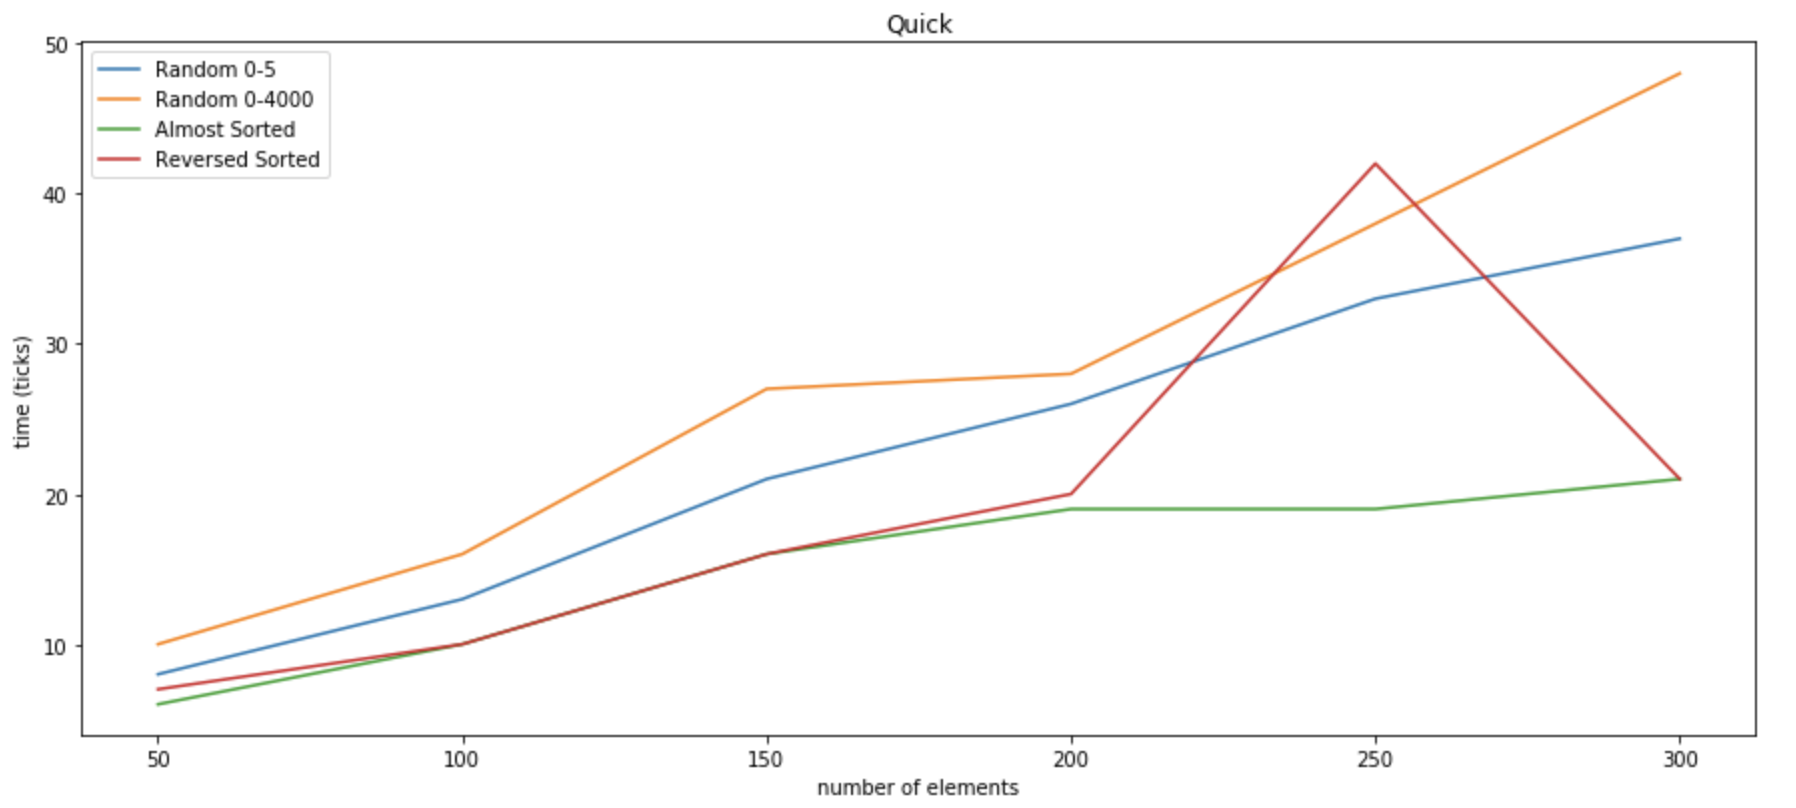 Quick
50
40
30
20
10
time (ticks)
Random 0-5
Random 0-4000
Almost Sorted
Reversed Sorted
50 100 150 200 250 300
number of elements